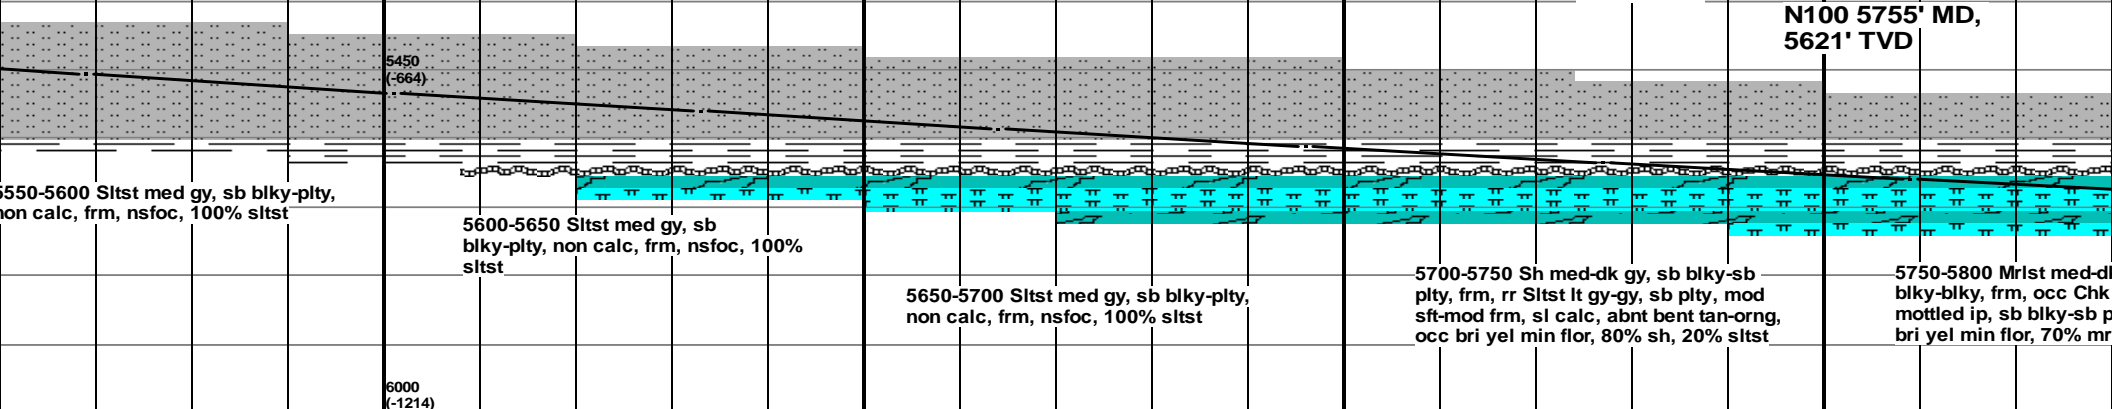 N100 5755' MD,
5621' TVD
5450
(-664)
5550-5600 Sltst med gy, sb blky-plty,
non calc, frm, nsfoc, 100% sltst
5600-5650 Sltst med gy, sb
blky-plty, non calc, frm, nsfoc, 100%
sltst
5650-5700 Sltst med gy, sb blky-plty,
non calc, frm, nsfoc, 100% sltst
5700-5750 Sh med-dk gy, sb blky-sb
plty, frm, rr Sltst lt gy-gy, sb plty, mod
sft-mod frm, sl calc, abnt bent tan-orng,
occ bri yel min flor, 80% sh, 20% sltst
5750-5800 Mrlst med-d
blky-blky, frm, occ Chk
mottled ip, sb blky-sb p
bri yel min flor, 70% mr
6000
(-1214)